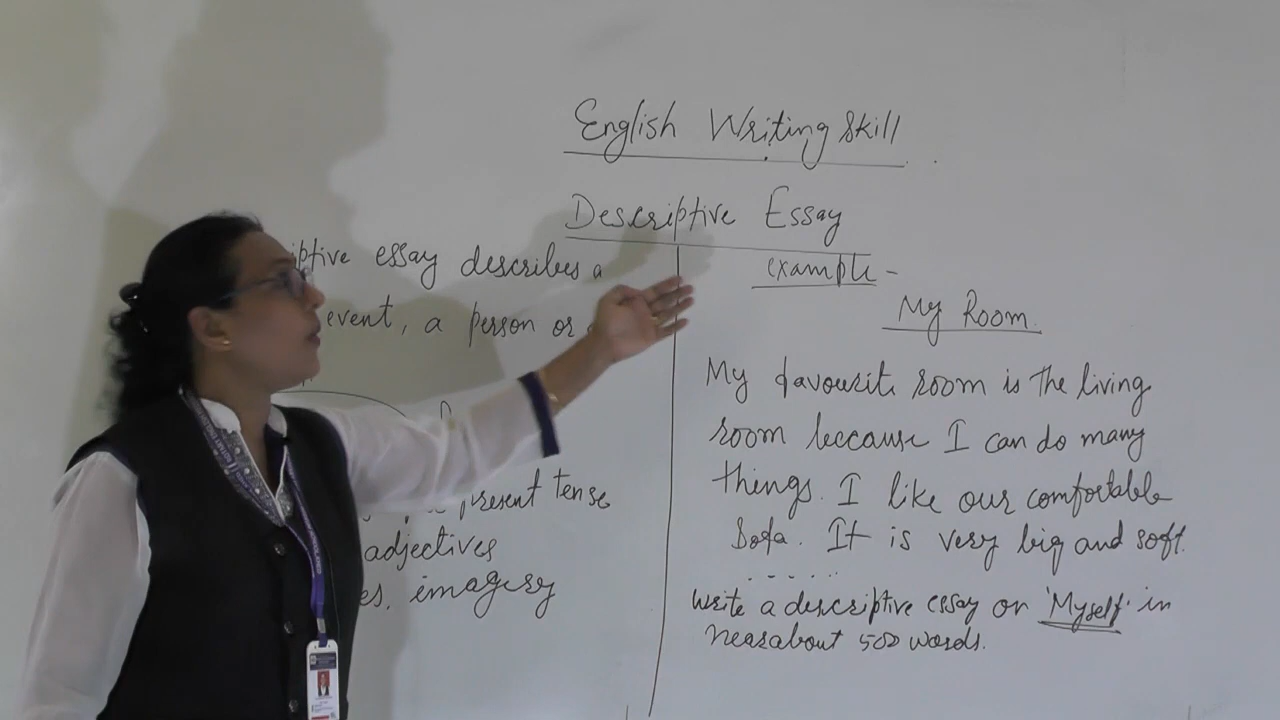 English Writing Skill
Descriptive Essay
iptive essay describes a
event, a person or
present tense
adjectives
es, imagery
example -
My Room
My favourite room is the living
room beccause I can do many
things. I like our comfortable
Sofa. It is very big and soft.
......
Write a descriptive essay on 'Myself' in
nearabout 500 words.